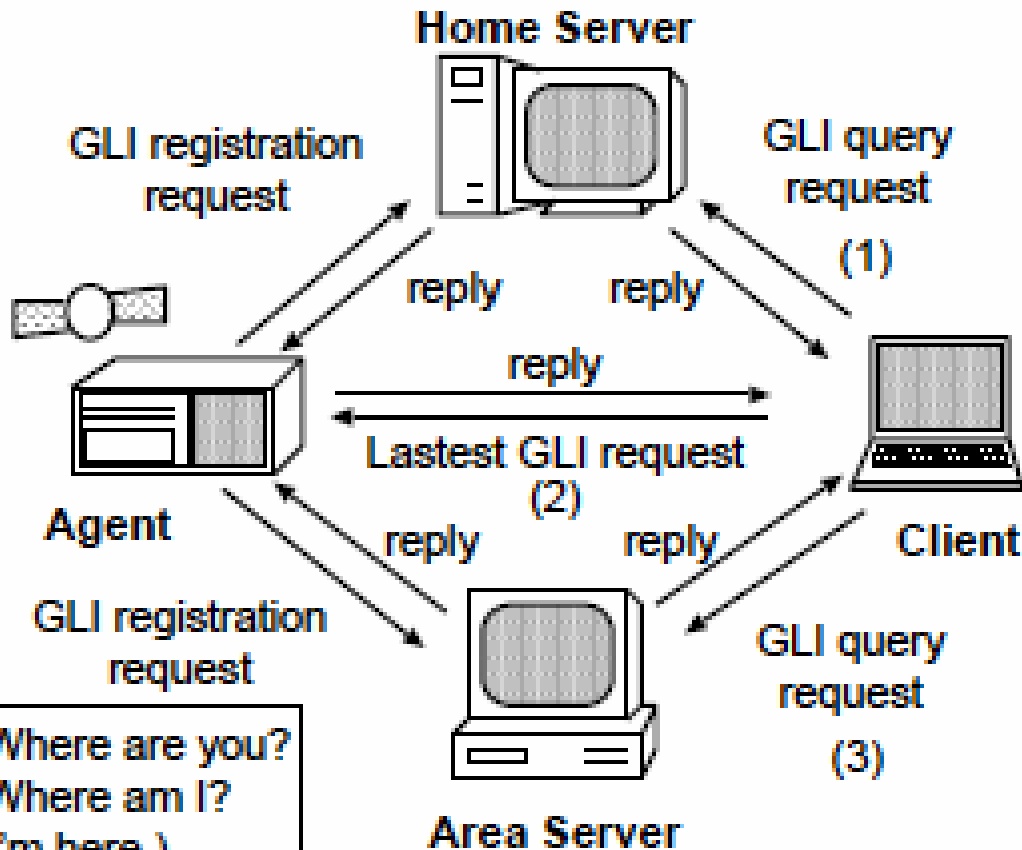 Home Server
GLI registration
request
GLI query
request
(1)
reply
reply
reply
Lastest GLI request
(2)
Agent
Client
reply
reply
GLI registration
request
GLI query
request
(3)
Where are you?
Where am I?
I'm here.)
Area Server